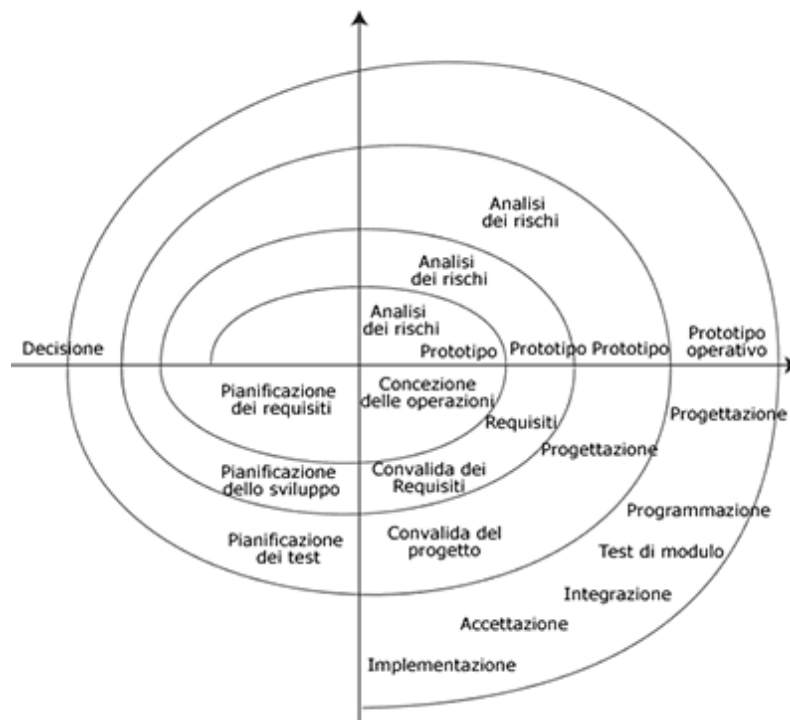 Analisi
dei rischi
Analisi
dei rischi
Analisi
dei rischi
Decisione
Prototipo
Prototipo
Prototipo
Prototipo
operativo
Pianificazione
dei requisiti
Concezione
delle operazioni
Requisiti
Progettazione
Progettazione
Pianificazione
dello sviluppo
Convalida dei
Requisiti
Pianificazione
dei test
Convalida del
progetto
Programmazione
Test di modulo
Integrazione
Accettazione
Implementazione